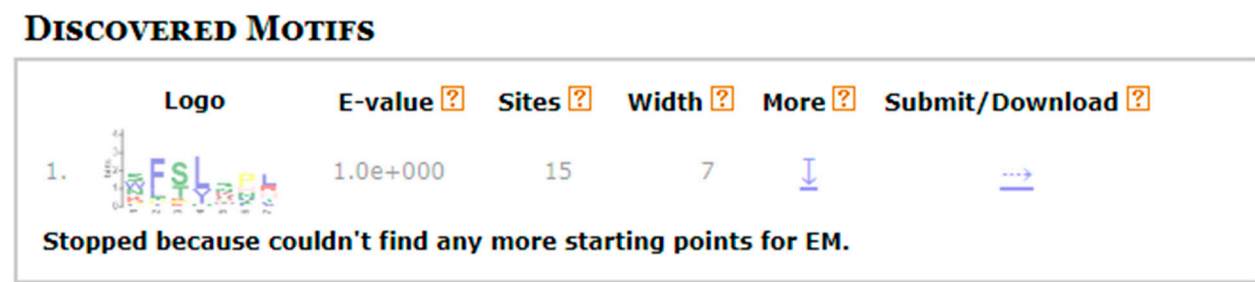 DISCOVERED MOTIFS
Logo E-value ? Sites ? Width ? More ? Submit/Download ?
1. 1.0e+000 15 7
Stopped because couldn't find any more starting points for EM.